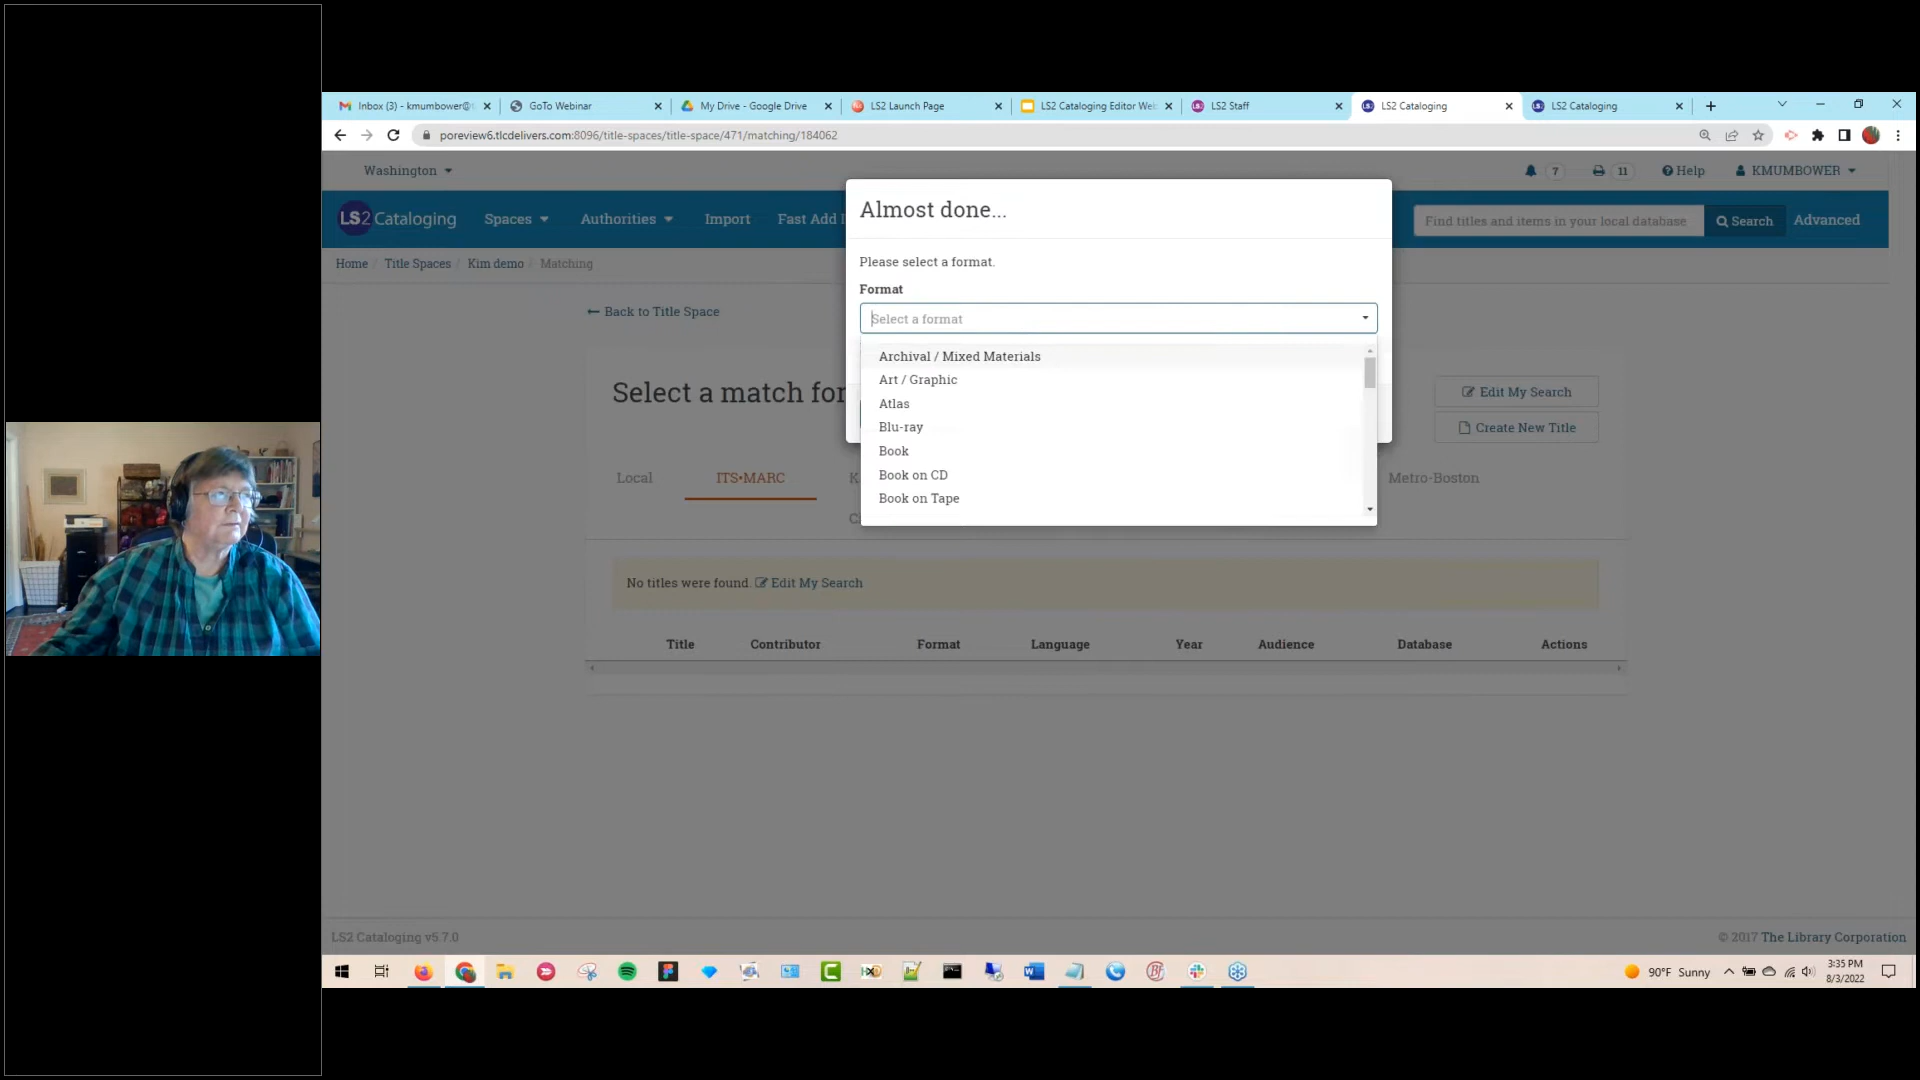 Inbox (3) - kmumbower@t
GoTo Webinar
My Drive - Google Drive
LS2 Launch Page
LS2 Cataloging Editor Web
LS2 Staff
LS2 Cataloging
LS2 Cataloging
poreview6.tlcdelivers.com:8096/title-spaces/title-space/471/matching/184062
Washington
7
11
Help
KMUMBOWER
LS2 Cataloging
Spaces
Authorities
Import
Fast Add I
Find titles and items in your local database
Search
Advanced
Home / Title Spaces / Kim demo / Matching
Almost done...
Please select a format.
Format
Select a format
Archival / Mixed Materials
Art / Graphic
Atlas
Blu-ray
Book
Book on CD
Book on Tape
Back to Title Space
Select a match for
Edit My Search
Create New Title
Local
ITS•MARC
K
Metro-Boston
No titles were found. Edit My Search
Title Contributor Format Language Year Audience Database Actions
LS2 Cataloging v5.7.0
© 2017 The Library Corporation
90°F Sunny
3:35 PM
8/3/2022